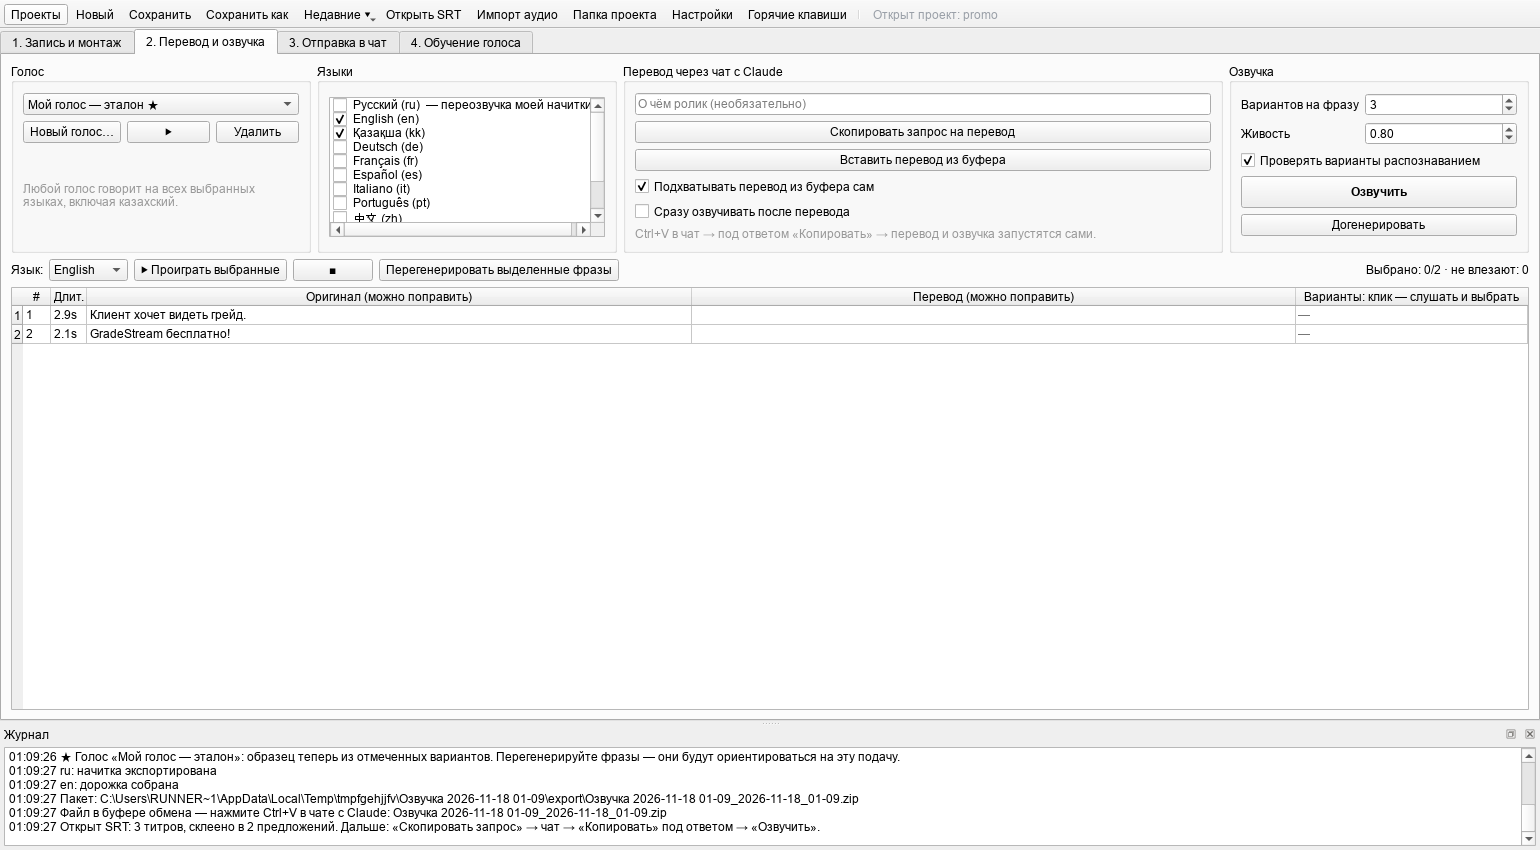 Проекты Новый Сохранить Сохранить как Недавние ▾ Открыть SRT Импорт аудио Папка проекта Настройки Горячие клавиши Открыт проект: promo
1. Запись и монтаж 2. Перевод и озвучка 3. Отправка в чат 4. Обучение голоса
Голос
Мой голос — эталон ★
Новый голос… ▶ Удалить
Любой голос говорит на всех выбранных
языках, включая казахский.
Языки
Русский (ru) — переозвучка моей начитки
English (en)
Қазақша (kk)
Deutsch (de)
Français (fr)
Español (es)
Italiano (it)
Português (pt)
中文 (zh)
Перевод через чат с Claude
О чём ролик (необязательно)
Скопировать запрос на перевод
Вставить перевод из буфера
Подхватывать перевод из буфера сам
Сразу озвучивать после перевода
Ctrl+V в чат → под ответом «Копировать» → перевод и озвучка запустятся сами.
Озвучка
Вариантов на фразу 3
Живость 0.80
Проверять варианты распознаванием
Озвучить
Догенерировать
Язык: English ▶ Проиграть выбранные ■ Перегенерировать выделенные фразы Выбрано: 0/2 · не влезают: 0
# Длит. Оригинал (можно поправить) Перевод (можно поправить) Варианты: клик — слушать и выбрать
1 1 2.9s Клиент хочет видеть грейд. —
2 2 2.1s GradeStream бесплатно! —
Журнал
01:09:26 ★ Голос «Мой голос — эталон»: образец теперь из отмеченных вариантов. Перегенерируйте фразы — они будут ориентироваться на эту подачу.
01:09:27 ru: начитка экспортирована
01:09:27 en: дорожка собрана
01:09:27 Пакет: C:\Users\RUNNER~1\AppData\Local\Temp\tmpfgehjjfv\Озвучка 2026-11-18 01-09\export\Озвучка 2026-11-18 01-09_2026-11-18_01-09.zip
01:09:27 Файл в буфере обмена — нажмите Ctrl+V в чате с Claude: Озвучка 2026-11-18 01-09_2026-11-18_01-09.zip
01:09:27 Открыт SRT: 3 титров, склеено в 2 предложений. Дальше: «Скопировать запрос» → чат → «Копировать» под ответом → «Озвучить».